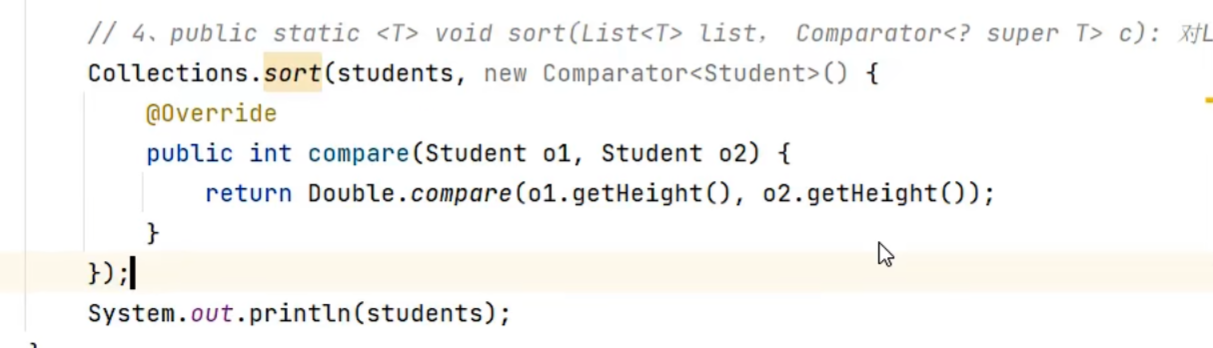 // 4、public static <T> void sort(List<T> list, Comparator<? super T> c): 对
Collections.sort(students, new Comparator<Student>() {
@Override
public int compare(Student o1, Student o2) {
return Double.compare(o1.getHeight(), o2.getHeight());
}
});
System.out.println(students);